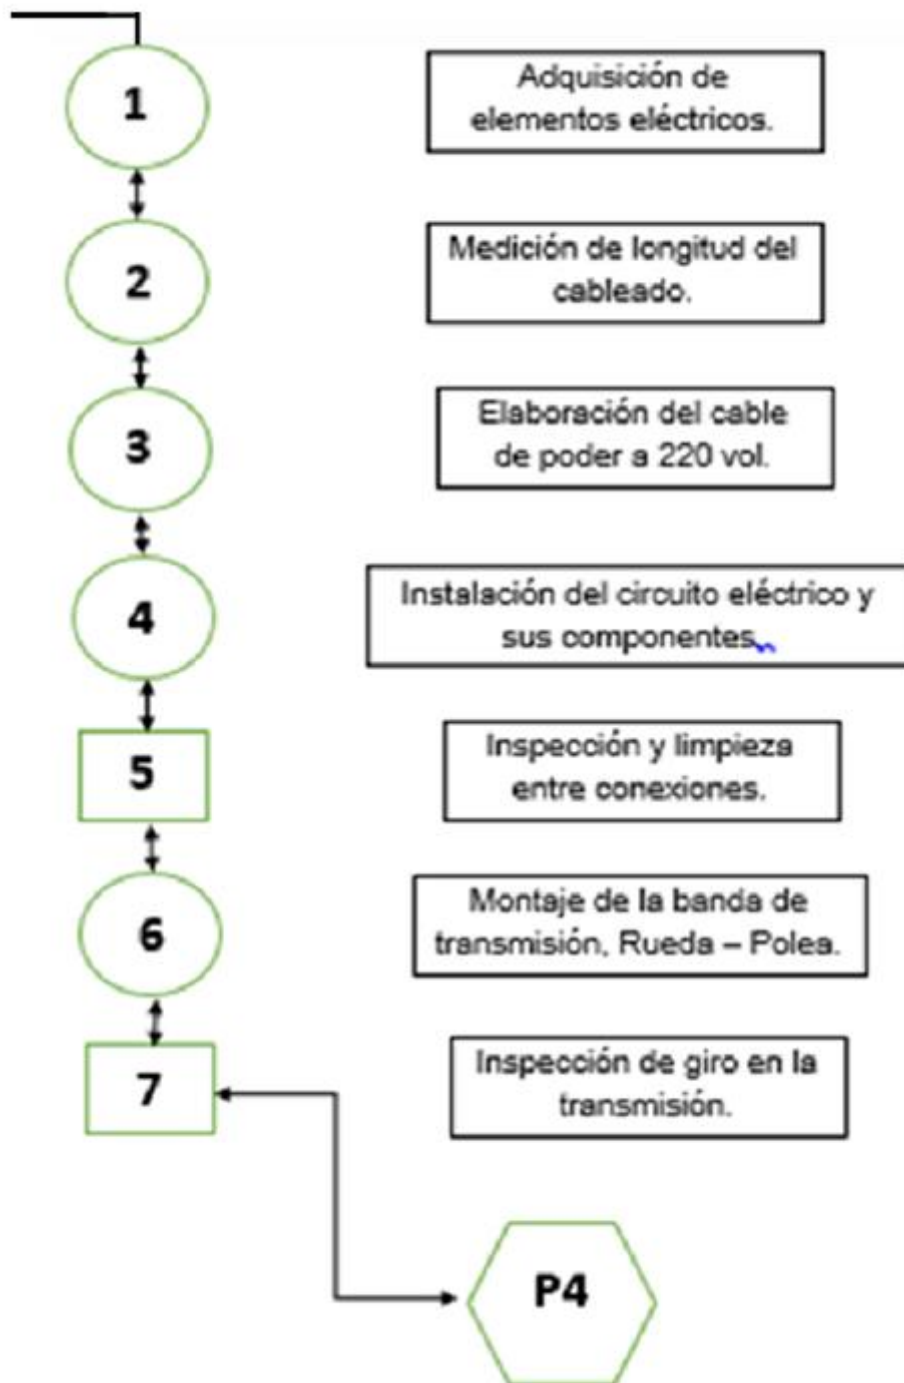 1
Adquisición de
elementos eléctricos.
2
Medición de longitud del
cableado.
3
Elaboración del cable
de poder a 220 vol.
4
Instalación del circuito eléctrico y
sus componentes
5
Inspección y limpieza
entre conexiones.
6
Montaje de la banda de
transmisión, Rueda – Polea.
7
Inspección de giro en la
transmisión.
P4